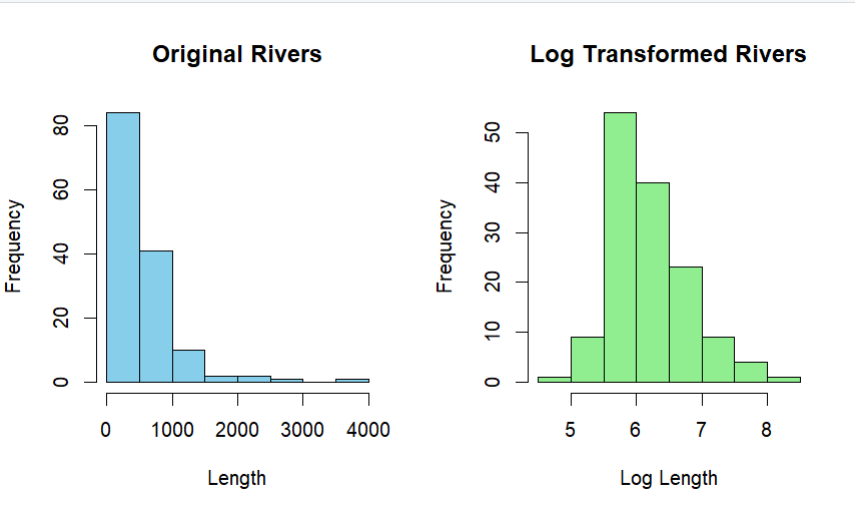 Original Rivers
Frequency
80
60
40
20
0
0 1000 2000 3000 4000
Length
Log Transformed Rivers
Frequency
50
40
30
20
10
0
5 6 7 8
Log Length